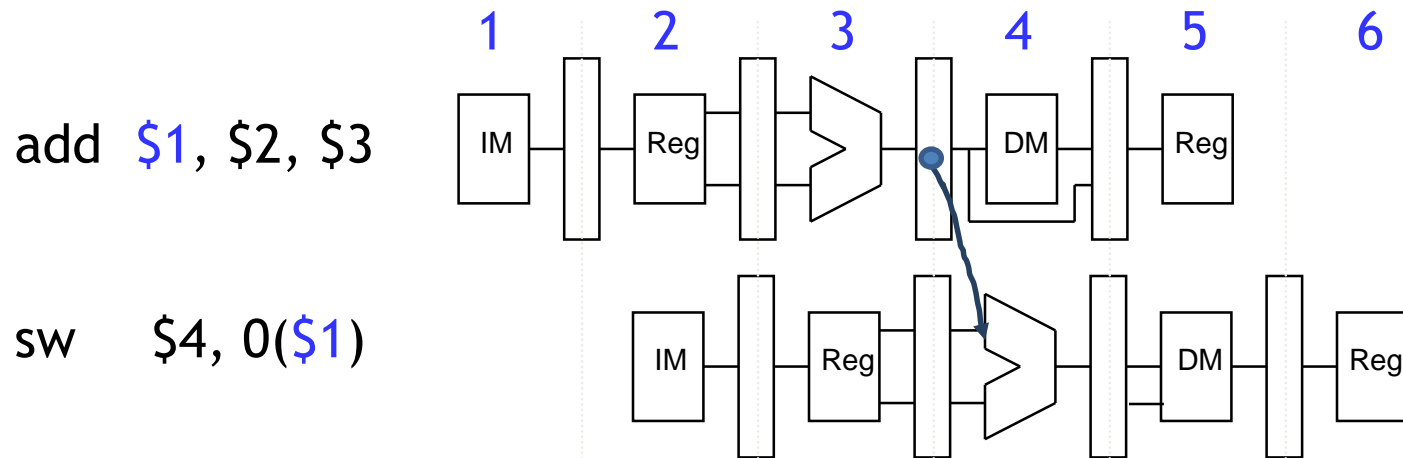 1 2 3 4 5 6
add $1, $2, $3 IM Reg DM Reg
sw $4, 0($1) IM Reg DM Reg